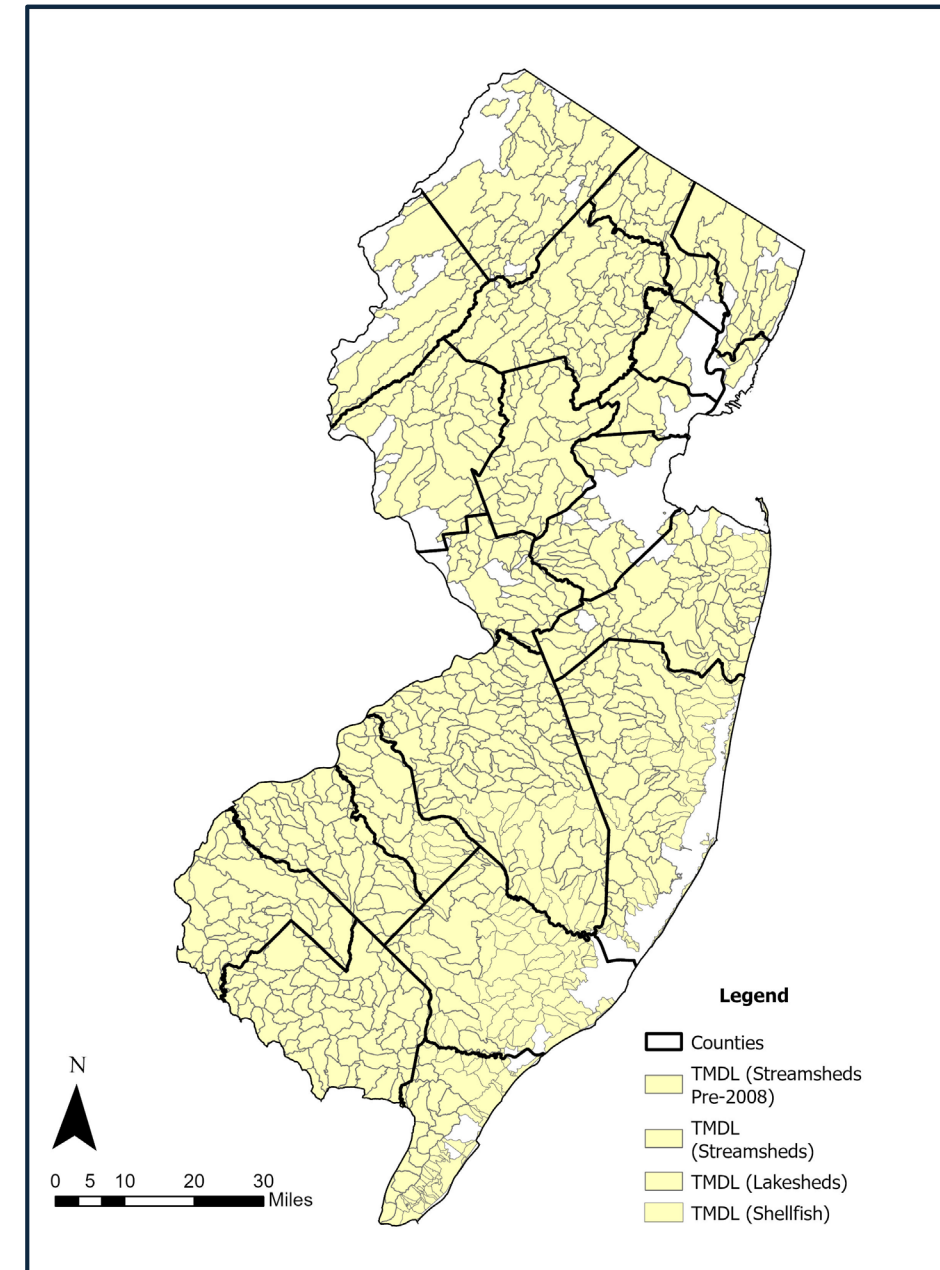 Legend
Counties
TMDL (Streamsheds
Pre-2008)
TMDL
(Streamsheds)
TMDL (Lakesheds)
TMDL (Shellfish)
N
0 5 10 20 30
Miles